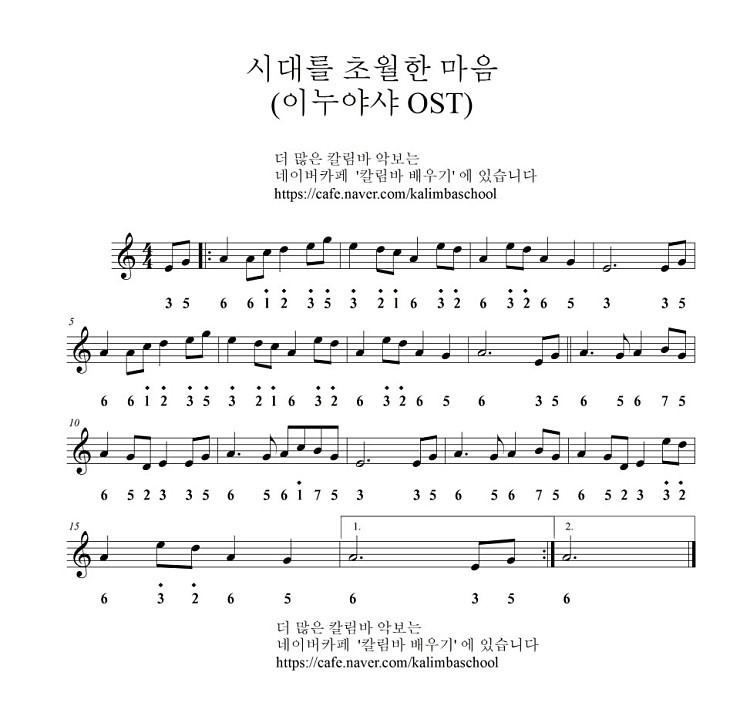 시대를 초월한 마음
(이누야샤 OST)
더 많은 칼림바 악보는
네이버카페 '칼림바 배우기' 에 있습니다
https://cafe.naver.com/kalimbaschool
4
4
3 5 6 6 1 2 3 5 3 2 1 6 3 2 6 3 2 6 5 3 3 5
5
6 6 1 2 3 5 3 2 1 6 3 2 6 3 2 6 5 6 3 5 6 5 6 7 5
10
6 5 2 3 3 5 6 5 6 1 7 5 3 3 5 6 5 6 7 5 6 5 2 3 3 2
15
1. 2.
6 3 2 6 5 6 3 5 6
더 많은 칼림바 악보는
네이버카페 '칼림바 배우기' 에 있습니다
https://cafe.naver.com/kalimbaschool